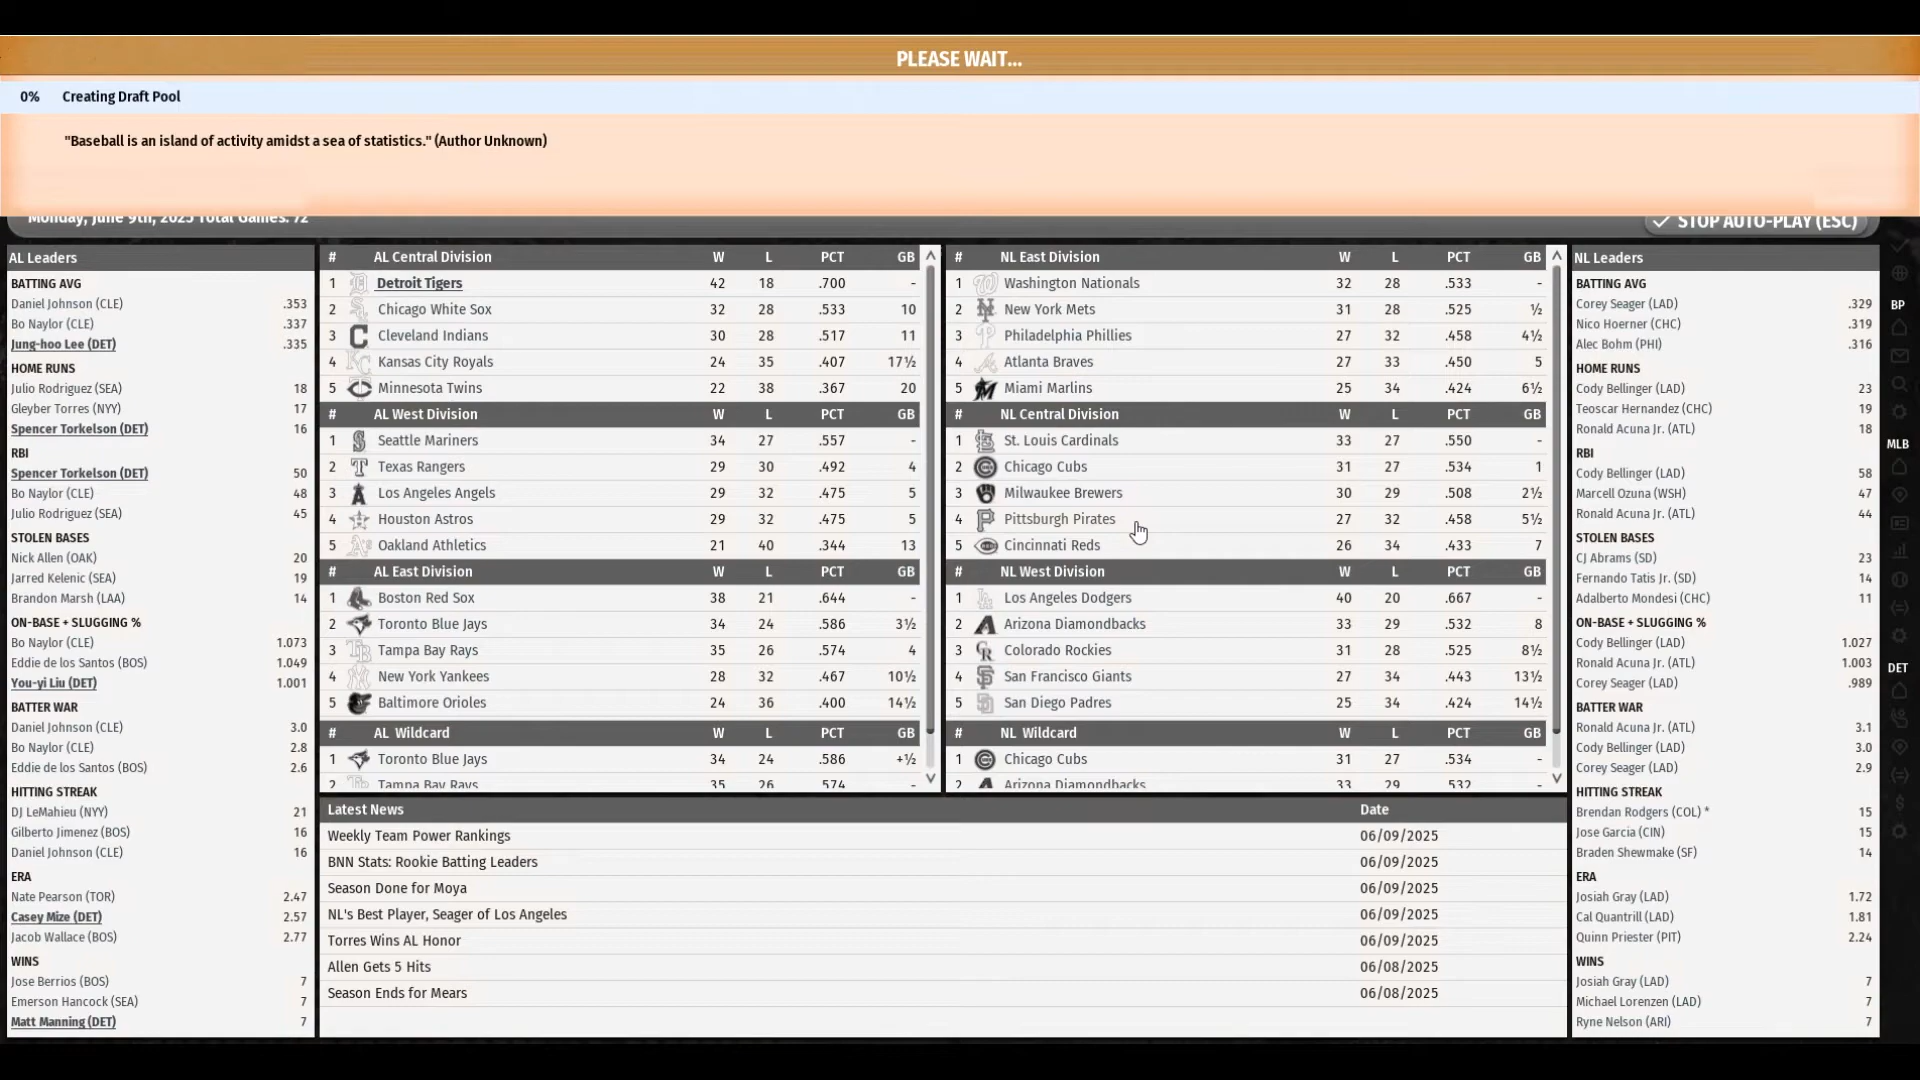 PLEASE WAIT...
0% Creating Draft Pool
"Baseball is an island of activity amidst a sea of statistics." (Author Unknown)
Monday, June 9th, 2025 Total Games: 72
STOP AUTO-PLAY (ESC)
AL Leaders
BATTING AVG
Daniel Johnson (CLE) .353
Bo Naylor (CLE) .337
Jung-hoo Lee (DET) .335
HOME RUNS
Julio Rodriguez (SEA) 18
Gleyber Torres (NYY) 17
Spencer Torkelson (DET) 16
RBI
Spencer Torkelson (DET) 50
Bo Naylor (CLE) 48
Julio Rodriguez (SEA) 45
STOLEN BASES
Nick Allen (OAK) 20
Jarred Kelenic (SEA) 19
Brandon Marsh (LAA) 14
ON-BASE + SLUGGING %
Bo Naylor (CLE) 1.073
Eddie de los Santos (BOS) 1.049
You-yi Liu (DET) 1.001
BATTER WAR
Daniel Johnson (CLE) 3.0
Bo Naylor (CLE) 2.8
Eddie de los Santos (BOS) 2.6
HITTING STREAK
DJ LeMahieu (NYY) 21
Gilberto Jimenez (BOS) 16
Daniel Johnson (CLE) 16
ERA
Nate Pearson (TOR) 2.47
Casey Mize (DET) 2.57
Jacob Wallace (BOS) 2.77
WINS
Jose Berrios (BOS) 7
Emerson Hancock (SEA) 7
Matt Manning (DET) 7
# AL Central Division W L PCT GB
1 Detroit Tigers 42 18 .700 -
2 Chicago White Sox 32 28 .533 10
3 Cleveland Indians 30 28 .517 11
4 Kansas City Royals 24 35 .407 17½
5 Minnesota Twins 22 38 .367 20
# AL West Division W L PCT GB
1 Seattle Mariners 34 27 .557 -
2 Texas Rangers 29 30 .492 4
3 Los Angeles Angels 29 32 .475 5
4 Houston Astros 29 32 .475 5
5 Oakland Athletics 21 40 .344 13
# AL East Division W L PCT GB
1 Boston Red Sox 38 21 .644 -
2 Toronto Blue Jays 34 24 .586 3½
3 Tampa Bay Rays 35 26 .574 4
4 New York Yankees 28 32 .467 10½
5 Baltimore Orioles 24 36 .400 14½
# AL Wildcard W L PCT GB
1 Toronto Blue Jays 34 24 .586 +½
2 Tampa Bay Rays 35 26 .574 -
# NL East Division W L PCT GB
1 Washington Nationals 32 28 .533 -
2 New York Mets 31 28 .525 ½
3 Philadelphia Phillies 27 32 .458 4½
4 Atlanta Braves 27 33 .450 5
5 Miami Marlins 25 34 .424 6½
# NL Central Division W L PCT GB
1 St. Louis Cardinals 33 27 .550 -
2 Chicago Cubs 31 27 .534 1
3 Milwaukee Brewers 30 29 .508 2½
4 Pittsburgh Pirates 27 32 .458 5½
5 Cincinnati Reds 26 34 .433 7
# NL West Division W L PCT GB
1 Los Angeles Dodgers 40 20 .667 -
2 Arizona Diamondbacks 33 29 .532 8
3 Colorado Rockies 31 28 .525 8½
4 San Francisco Giants 27 34 .443 13½
5 San Diego Padres 25 34 .424 14½
# NL Wildcard W L PCT GB
1 Chicago Cubs 31 27 .534 -
2 Arizona Diamondbacks 33 29 .532 -
Latest News Date
Weekly Team Power Rankings 06/09/2025
BNN Stats: Rookie Batting Leaders 06/09/2025
Season Done for Moya 06/09/2025
NL's Best Player, Seager of Los Angeles 06/09/2025
Torres Wins AL Honor 06/09/2025
Allen Gets 5 Hits 06/08/2025
Season Ends for Mears 06/08/2025
NL Leaders
BATTING AVG
Corey Seager (LAD) .329
Nico Hoerner (CHC) .319
Alec Bohm (PHI) .316
HOME RUNS
Cody Bellinger (LAD) 23
Teoscar Hernandez (CHC) 19
Ronald Acuna Jr. (ATL) 18
RBI
Cody Bellinger (LAD) 58
Marcell Ozuna (WSH) 47
Ronald Acuna Jr. (ATL) 44
STOLEN BASES
CJ Abrams (SD) 23
Fernando Tatis Jr. (SD) 14
Adalberto Mondesi (CHC) 11
ON-BASE + SLUGGING %
Cody Bellinger (LAD) 1.027
Ronald Acuna Jr. (ATL) 1.003
Corey Seager (LAD) .989
BATTER WAR
Ronald Acuna Jr. (ATL) 3.1
Cody Bellinger (LAD) 3.0
Corey Seager (LAD) 2.9
HITTING STREAK
Brendan Rodgers (COL) * 15
Jose Garcia (CIN) 15
Braden Shewmake (SF) 14
ERA
Josiah Gray (LAD) 1.72
Cal Quantrill (LAD) 1.81
Quinn Priester (PIT) 2.24
WINS
Josiah Gray (LAD) 7
Michael Lorenzen (LAD) 7
Ryne Nelson (ARI) 7
BP
MLB
DET